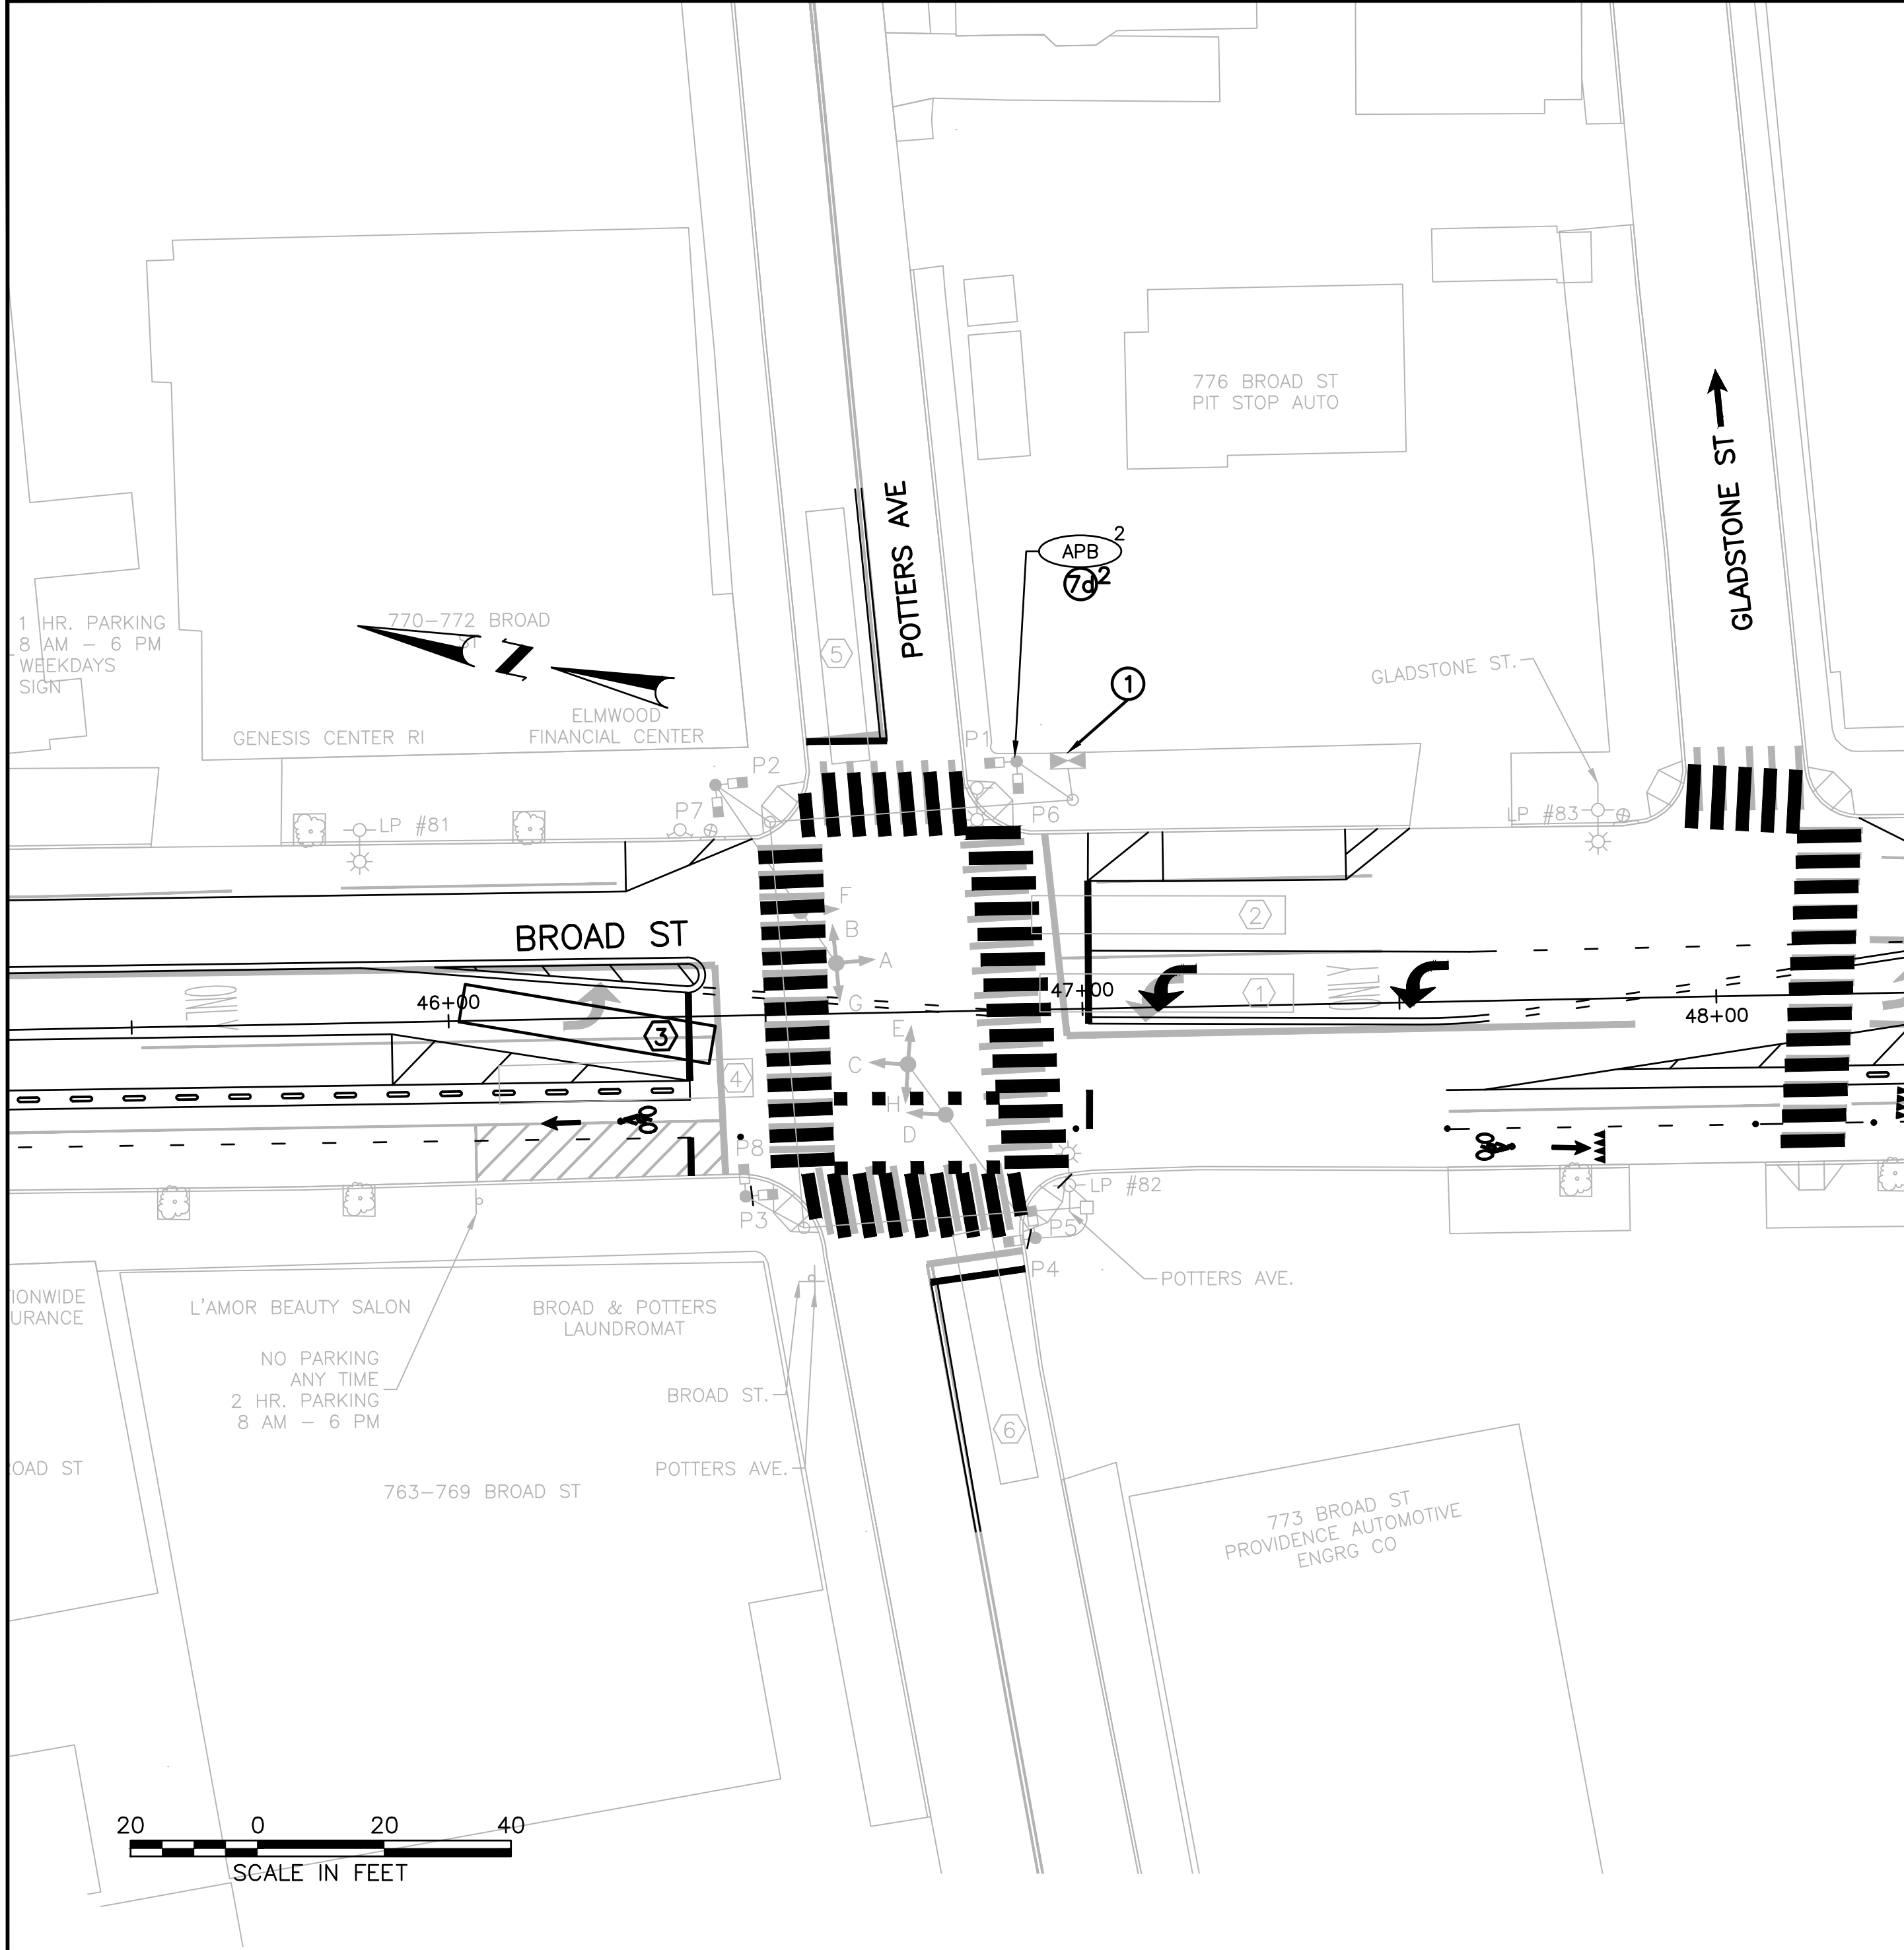 776 BROAD ST
PIT STOP AUTO
POTTERS AVE
GLADSTONE ST
APB 2
7d2
1
1 HR. PARKING
8 AM – 6 PM
WEEKDAYS
SIGN
770–772 BROAD
ST
N
5
GLADSTONE ST.
ELMWOOD
FINANCIAL CENTER
GENESIS CENTER RI
P1
P2
P7
P6
LP #81
LP #83
F
B
A
G
E
C
H
D
BROAD ST
2
1
ONLY
ONLY
46+00
47+00
48+00
3
4
P8
P3
LP #82
P5
P4
POTTERS AVE.
IONWIDE
URANCE
L'AMOR BEAUTY SALON
BROAD & POTTERS
LAUNDROMAT
NO PARKING
ANY TIME
2 HR. PARKING
8 AM – 6 PM
BROAD ST.
POTTERS AVE.
6
OAD ST
763–769 BROAD ST
773 BROAD ST
PROVIDENCE AUTOMOTIVE
ENGRG CO
20 0 20 40
SCALE IN FEET